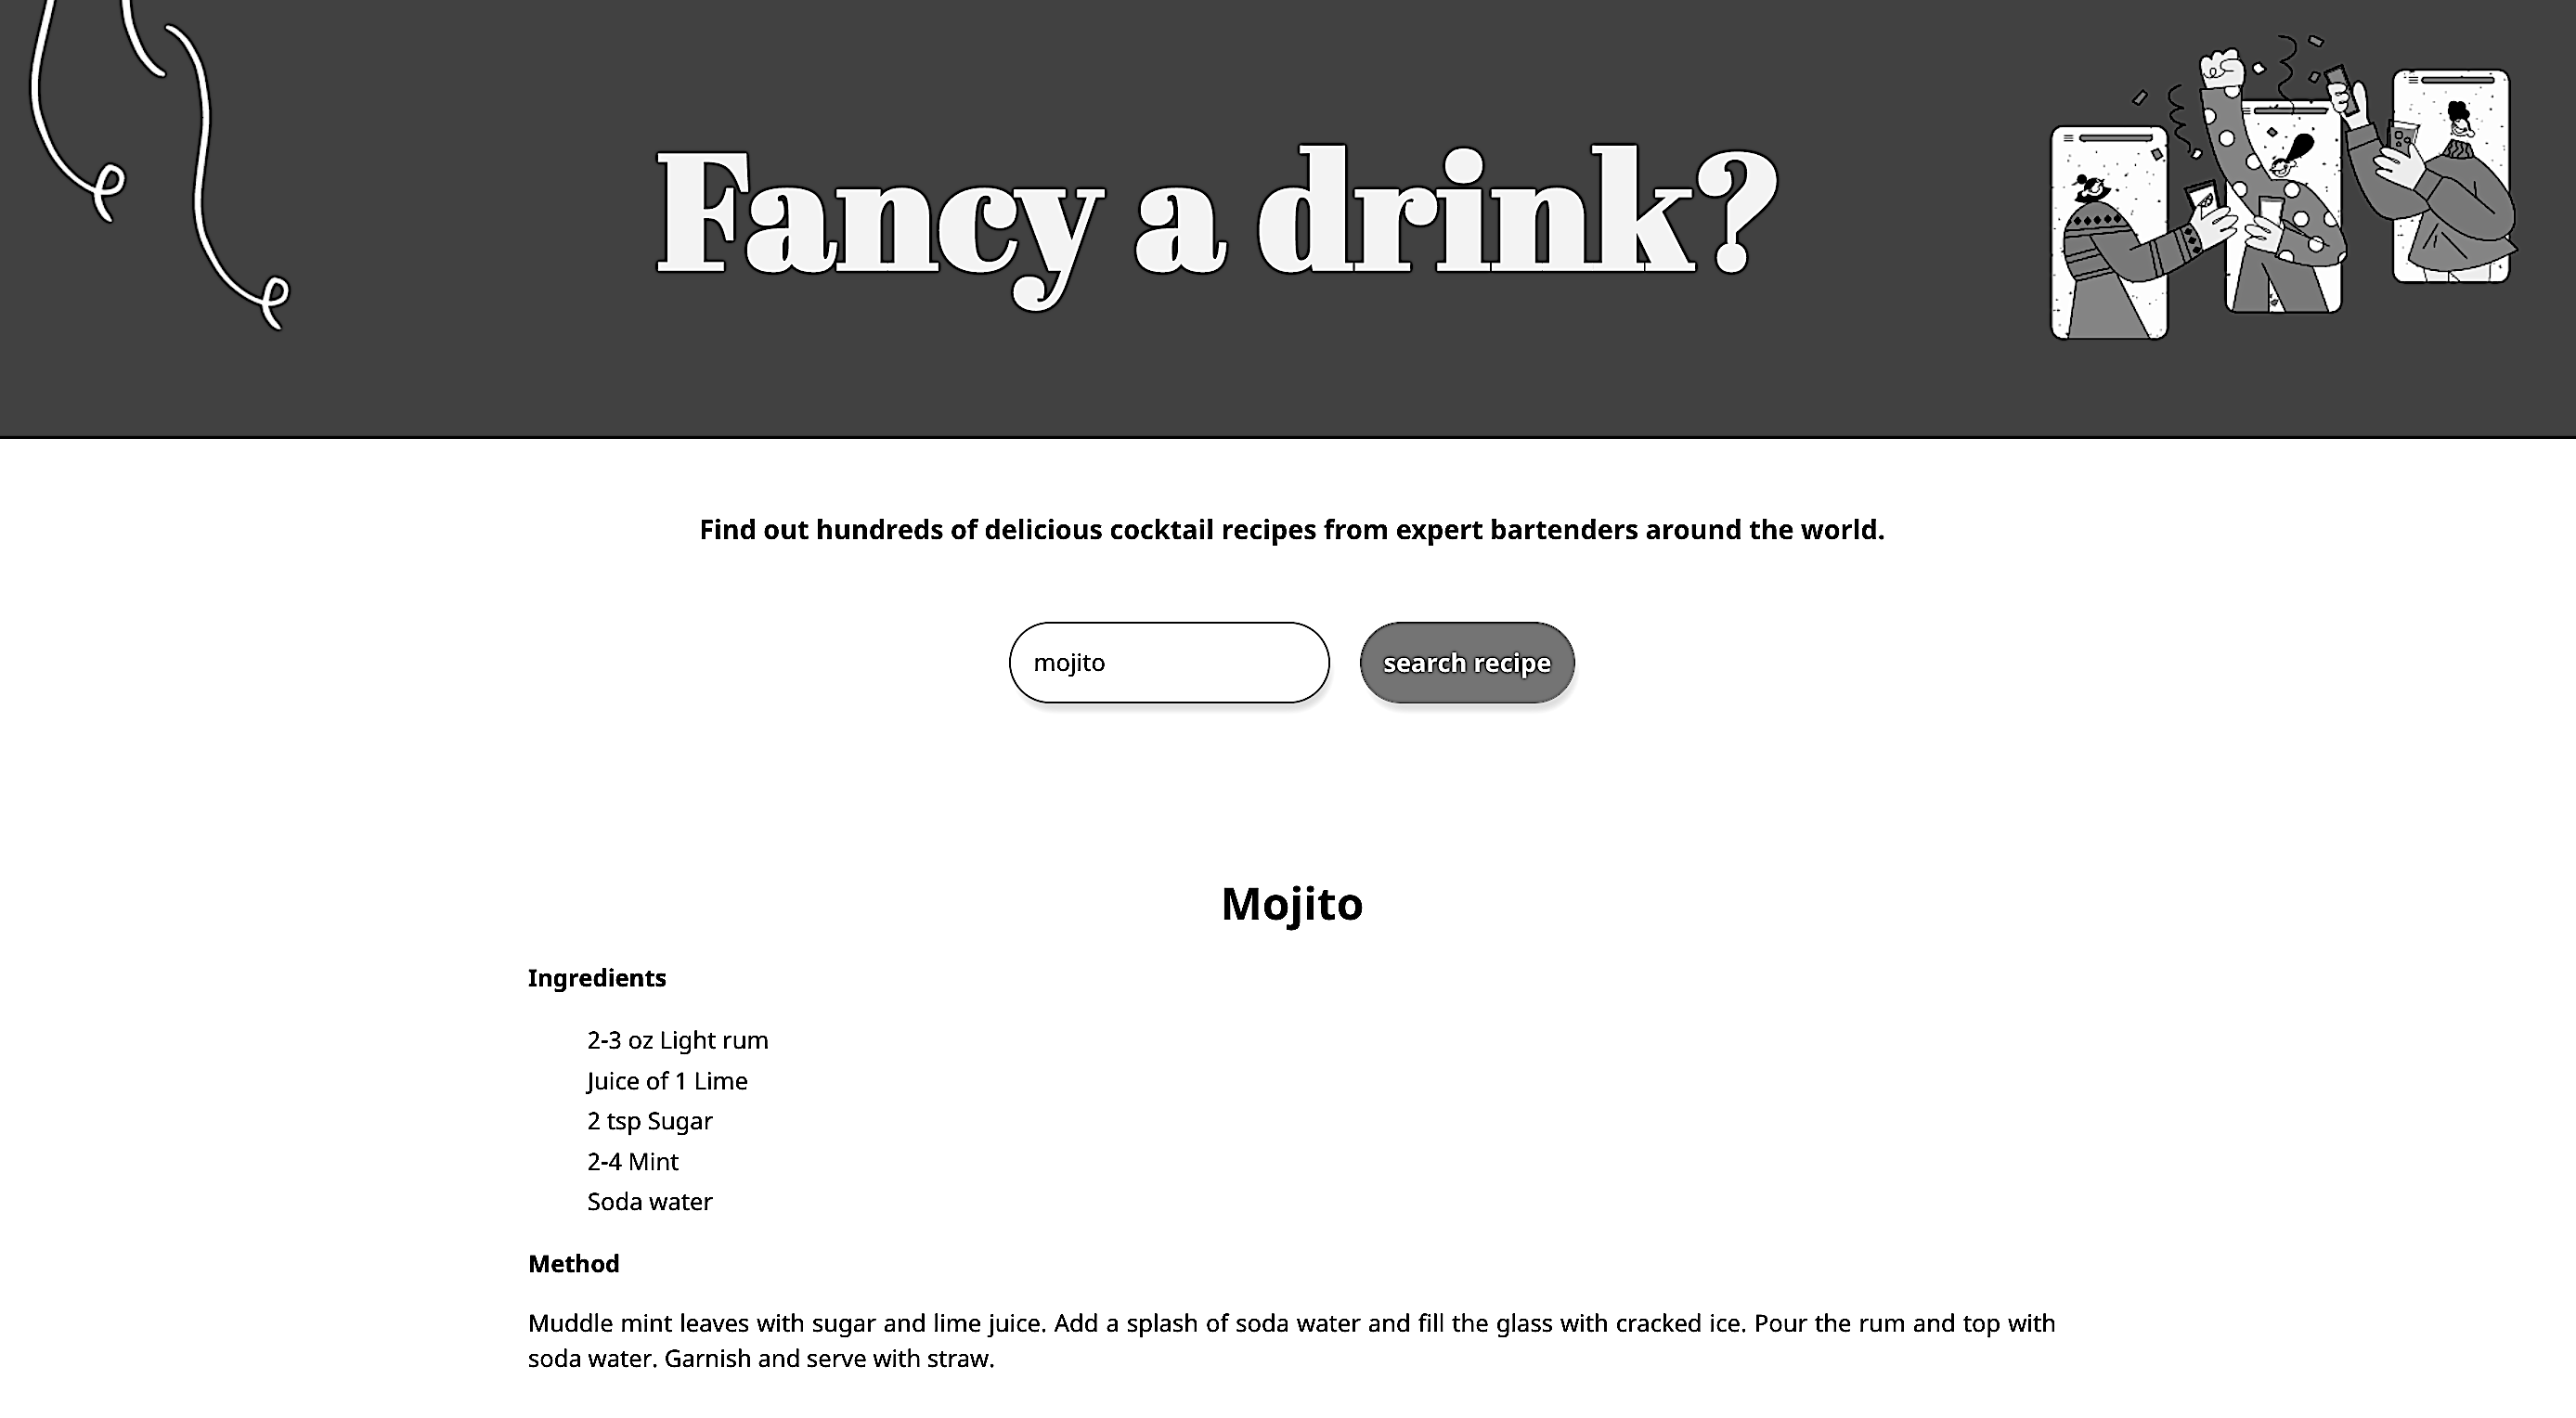 Fancy a drink?
Find out hundreds of delicious cocktail recipes from expert bartenders around the world.
mojito
search recipe
Mojito
Ingredients
2-3 oz Light rum
Juice of 1 Lime
2 tsp Sugar
2-4 Mint
Soda water
Method
Muddle mint leaves with sugar and lime juice. Add a splash of soda water and fill the glass with cracked ice. Pour the rum and top with
soda water. Garnish and serve with straw.